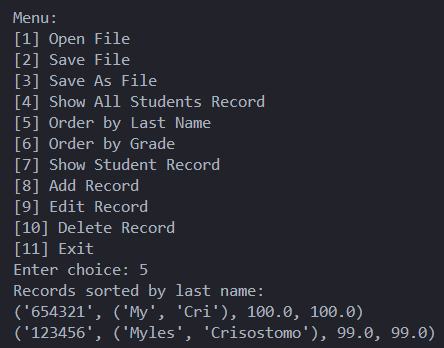 Menu:
[1] Open File
[2] Save File
[3] Save As File
[4] Show All Students Record
[5] Order by Last Name
[6] Order by Grade
[7] Show Student Record
[8] Add Record
[9] Edit Record
[10] Delete Record
[11] Exit
Enter choice: 5
Records sorted by last name:
('654321', ('My', 'Cri'), 100.0, 100.0)
('123456', ('Myles', 'Crisostomo'), 99.0, 99.0)